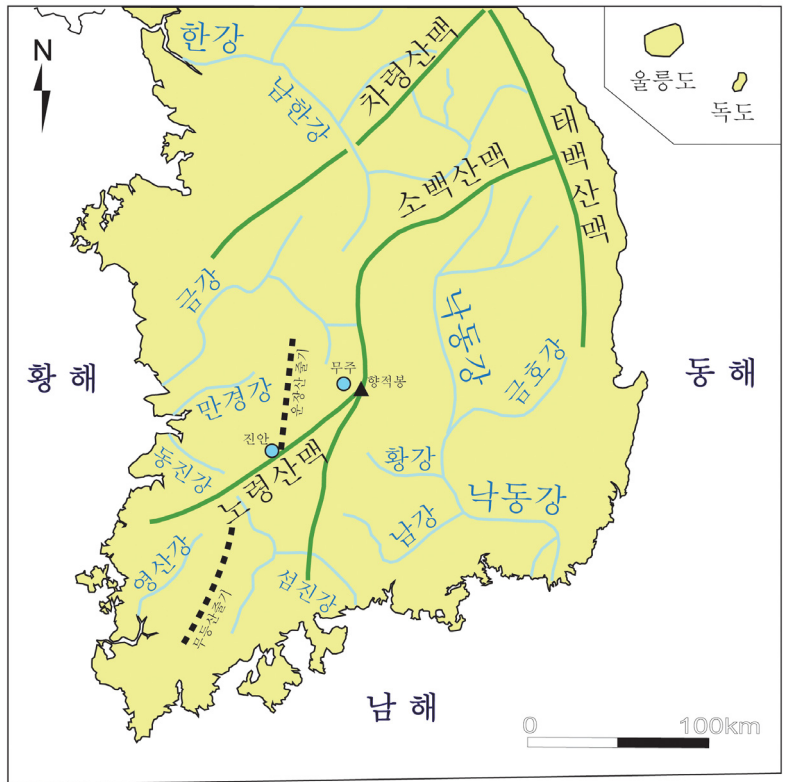 한강
N
차령산맥
남한강
울릉도
독도
태백산맥
소백산맥
금강
낙동강
황해
무주
향적봉
운장산 줄기
동해
금호강
만경강
진안
동진강
노령산맥
황강
낙동강
남강
영산강
섬진강
무등산줄기
남해
0
100km